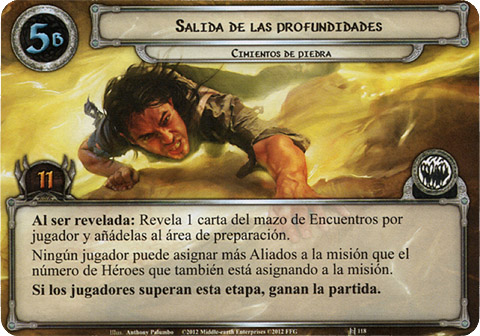 5B
Salida de las profundidades
Cimientos de piedra
11
Al ser revelada: Revela 1 carta del mazo de Encuentros por
jugador y añádelas al área de preparación.
Ningún jugador puede asignar más Aliados a la misión que el
número de Héroes que también está asignando a la misión.
Si los jugadores superan esta etapa, ganan la partida.
Illus. Anthony Palumbo ©2012 Middle-earth Enterprises ©2012 FFG 118